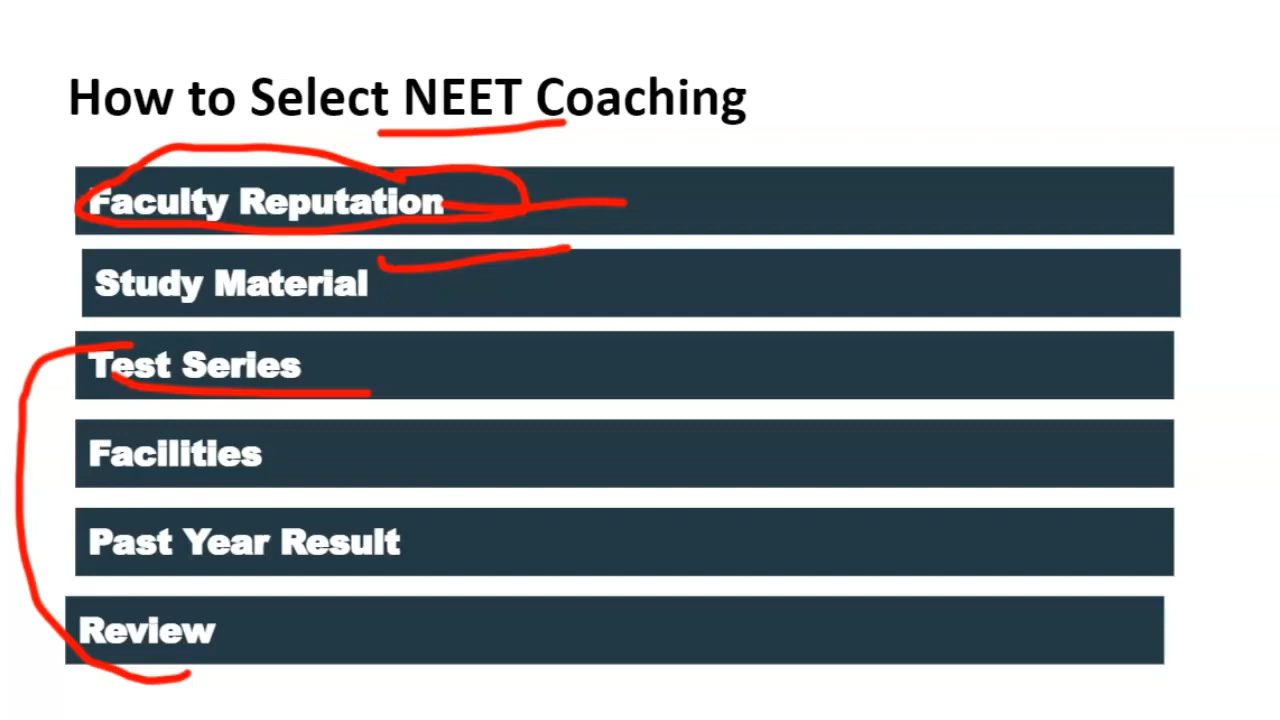 How to Select NEET Coaching
Faculty Reputation
Study Material
Test Series
Facilities
Past Year Result
Review